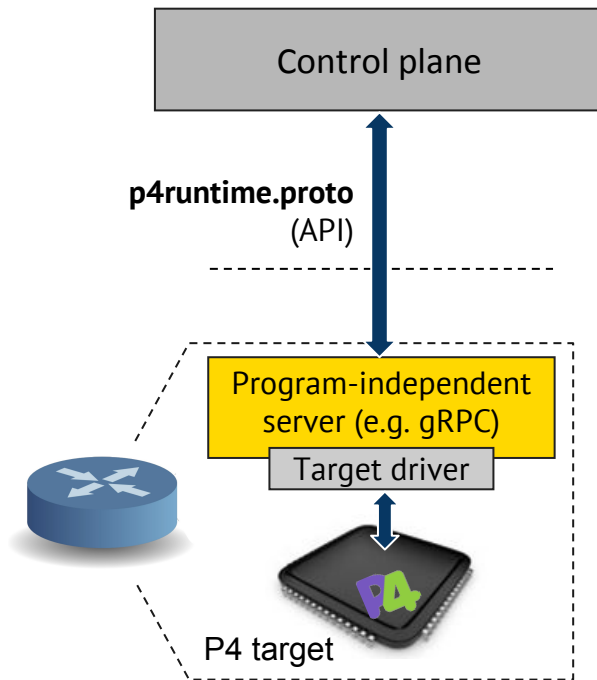 Control plane
p4runtime.proto
(API)
Program-independent
server (e.g. gRPC)
Target driver
P4
P4 target